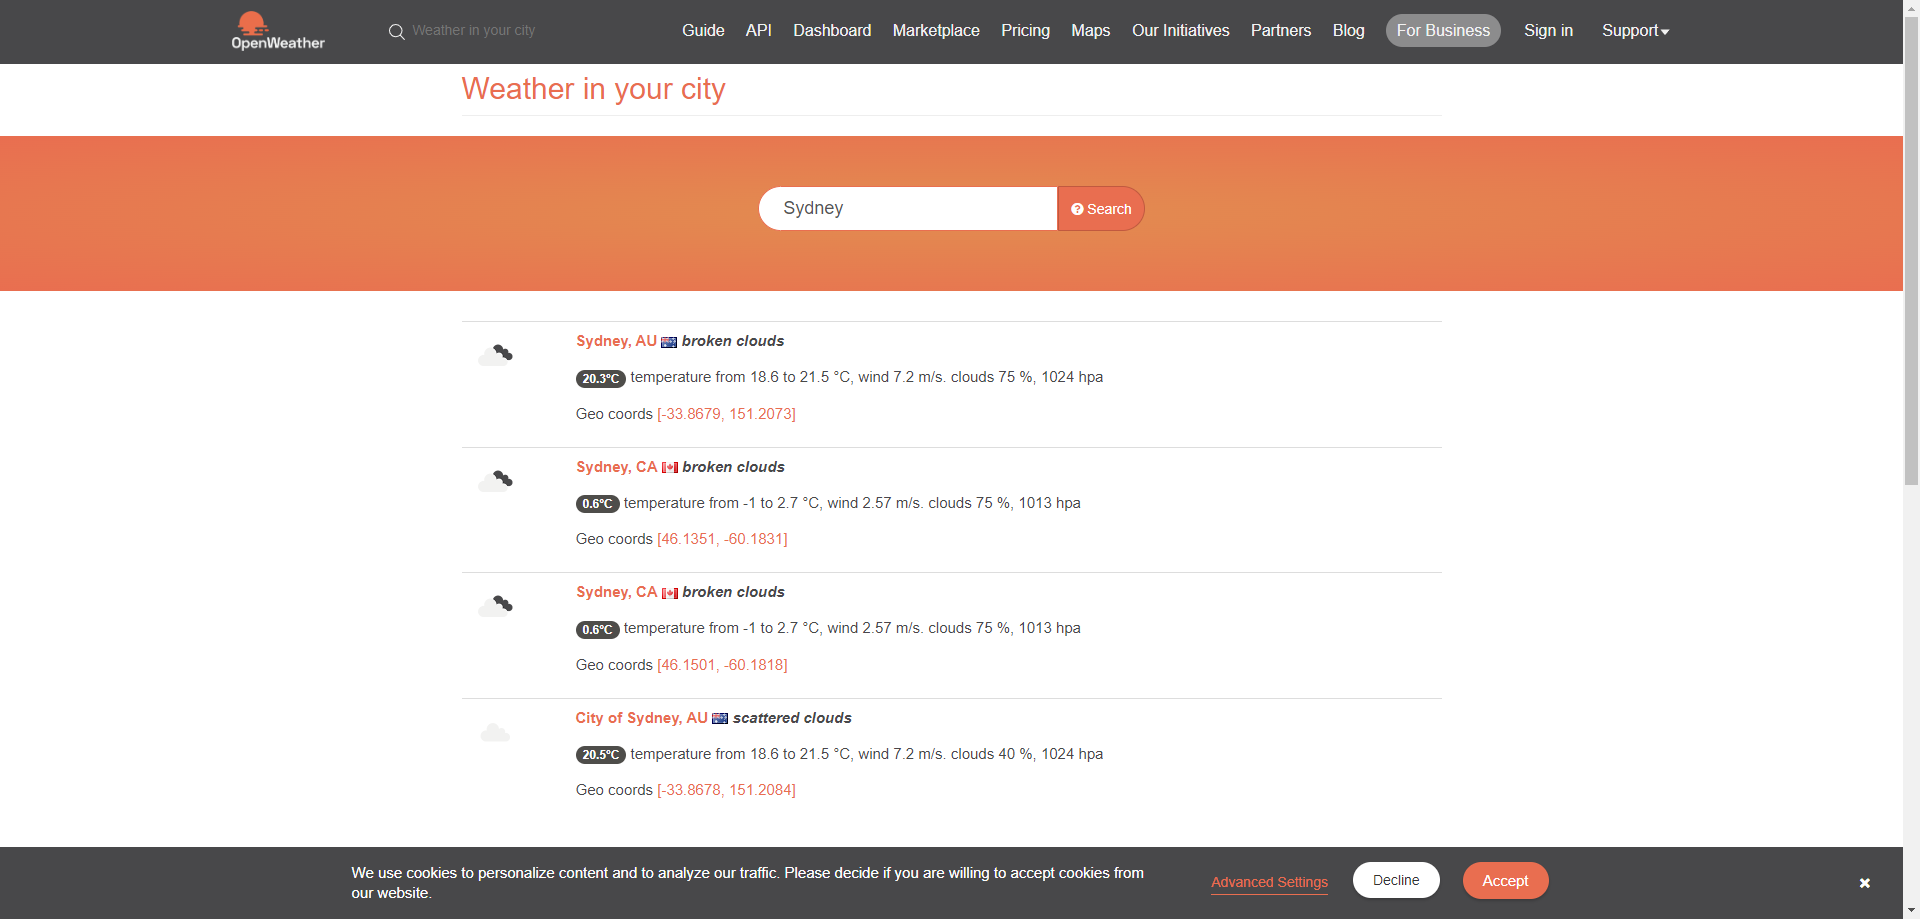 OpenWeather
Weather in your city
Guide API Dashboard Marketplace Pricing Maps Our Initiatives Partners Blog For Business Sign in Support
Weather in your city
Sydney
Search
Sydney, AU broken clouds
20.3°C temperature from 18.6 to 21.5 °C, wind 7.2 m/s. clouds 75 %, 1024 hpa
Geo coords [-33.8679, 151.2073]
Sydney, CA broken clouds
0.6°C temperature from -1 to 2.7 °C, wind 2.57 m/s. clouds 75 %, 1013 hpa
Geo coords [46.1351, -60.1831]
Sydney, CA broken clouds
0.6°C temperature from -1 to 2.7 °C, wind 2.57 m/s. clouds 75 %, 1013 hpa
Geo coords [46.1501, -60.1818]
City of Sydney, AU scattered clouds
20.5°C temperature from 18.6 to 21.5 °C, wind 7.2 m/s. clouds 40 %, 1024 hpa
Geo coords [-33.8678, 151.2084]
We use cookies to personalize content and to analyze our traffic. Please decide if you are willing to accept cookies from
our website.
Advanced Settings
Decline
Accept